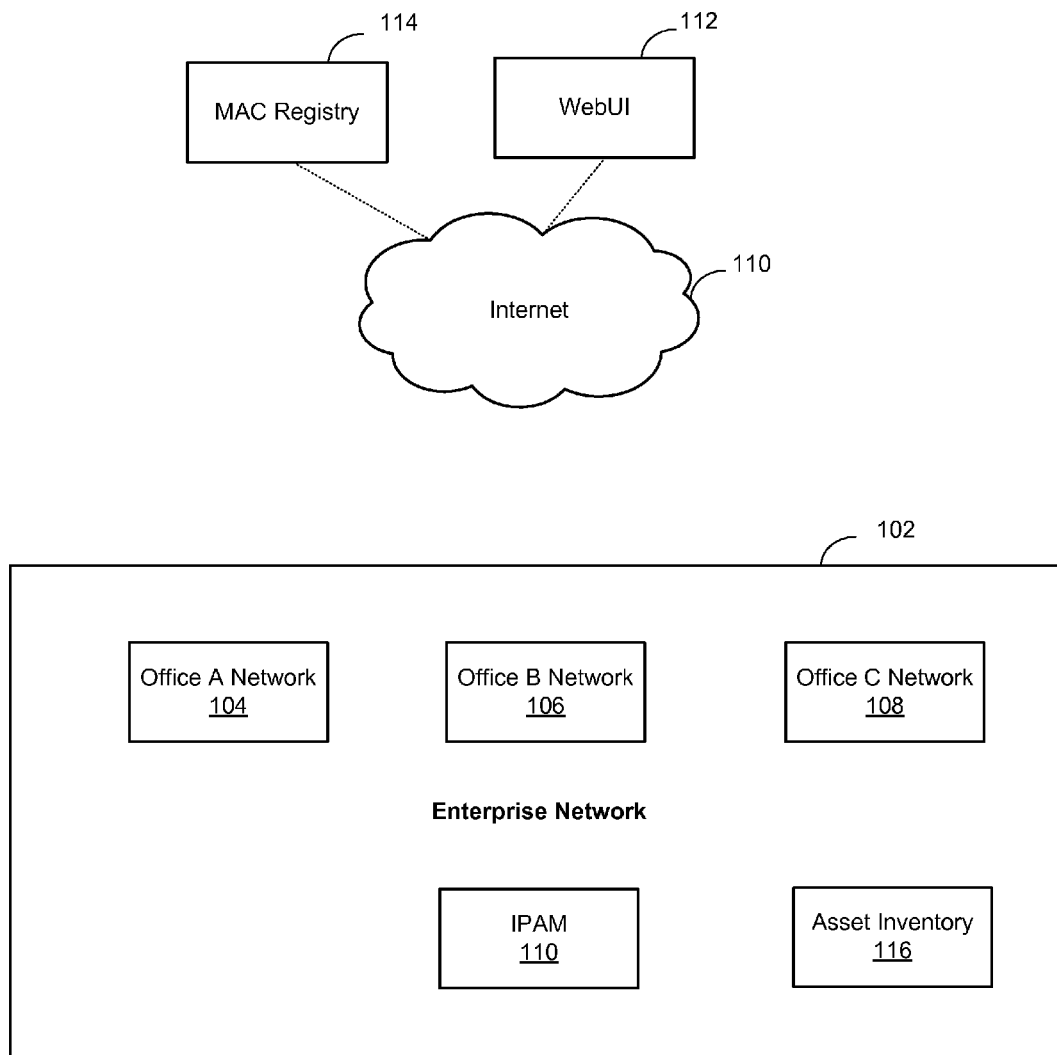 114
112
MAC Registry
WebUI
110
Internet
102
Office A Network
104
Office B Network
106
Office C Network
108
Enterprise Network
IPAM
110
Asset Inventory
116